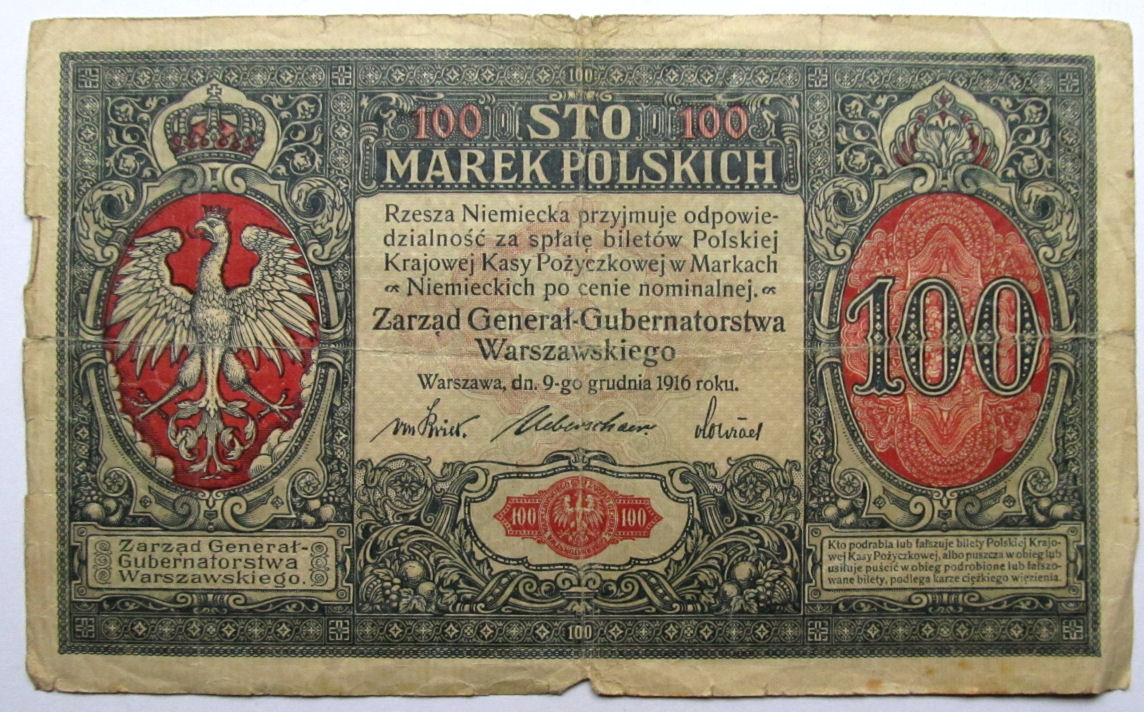 100
100 STO 100
MAREK POLSKICH
Rzesza Niemiecka przyjmuje odpowie-
dzialność za spłatę biletów Polskiej
Krajowej Kasy Pożyczkowej w Markach
Niemieckich po cenie nominalnej.
Zarząd Generał-Gubernatorstwa
Warszawskiego
Warszawa, dn. 9-go grudnia 1916 roku.
100
100 100
Zarząd Generał-
Gubernatorstwa
Warszawskiego.
Kto podrabia lub fałszuje bilety Polskiej Krajo-
wej Kasy Pożyczkowej, albo puszcza w obieg lub
usiłuje puścić w obieg podrobione lub fałszo-
wane bilety, podlega karze ciężkiego więzienia.
100